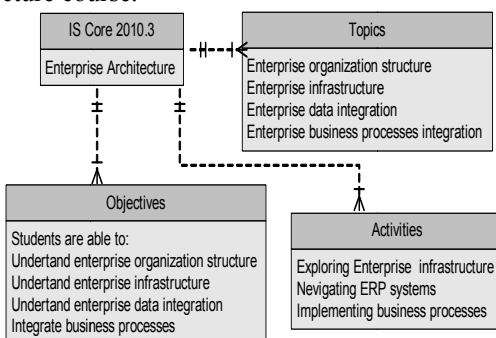 cture course.
IS Core 2010.3
Enterprise Architecture
Topics
Enterprise organization structure
Enterprise infrastructure
Enterprise data integration
Enterprise business processes integration
Objectives
Students are able to:
Undertand enterprise organization structure
Undertand enterprise infrastructure
Undertand enterprise data integration
Integrate business processes
Activities
Exploring Enterprise infrastructure
Nevigating ERP systems
Implementing business processes